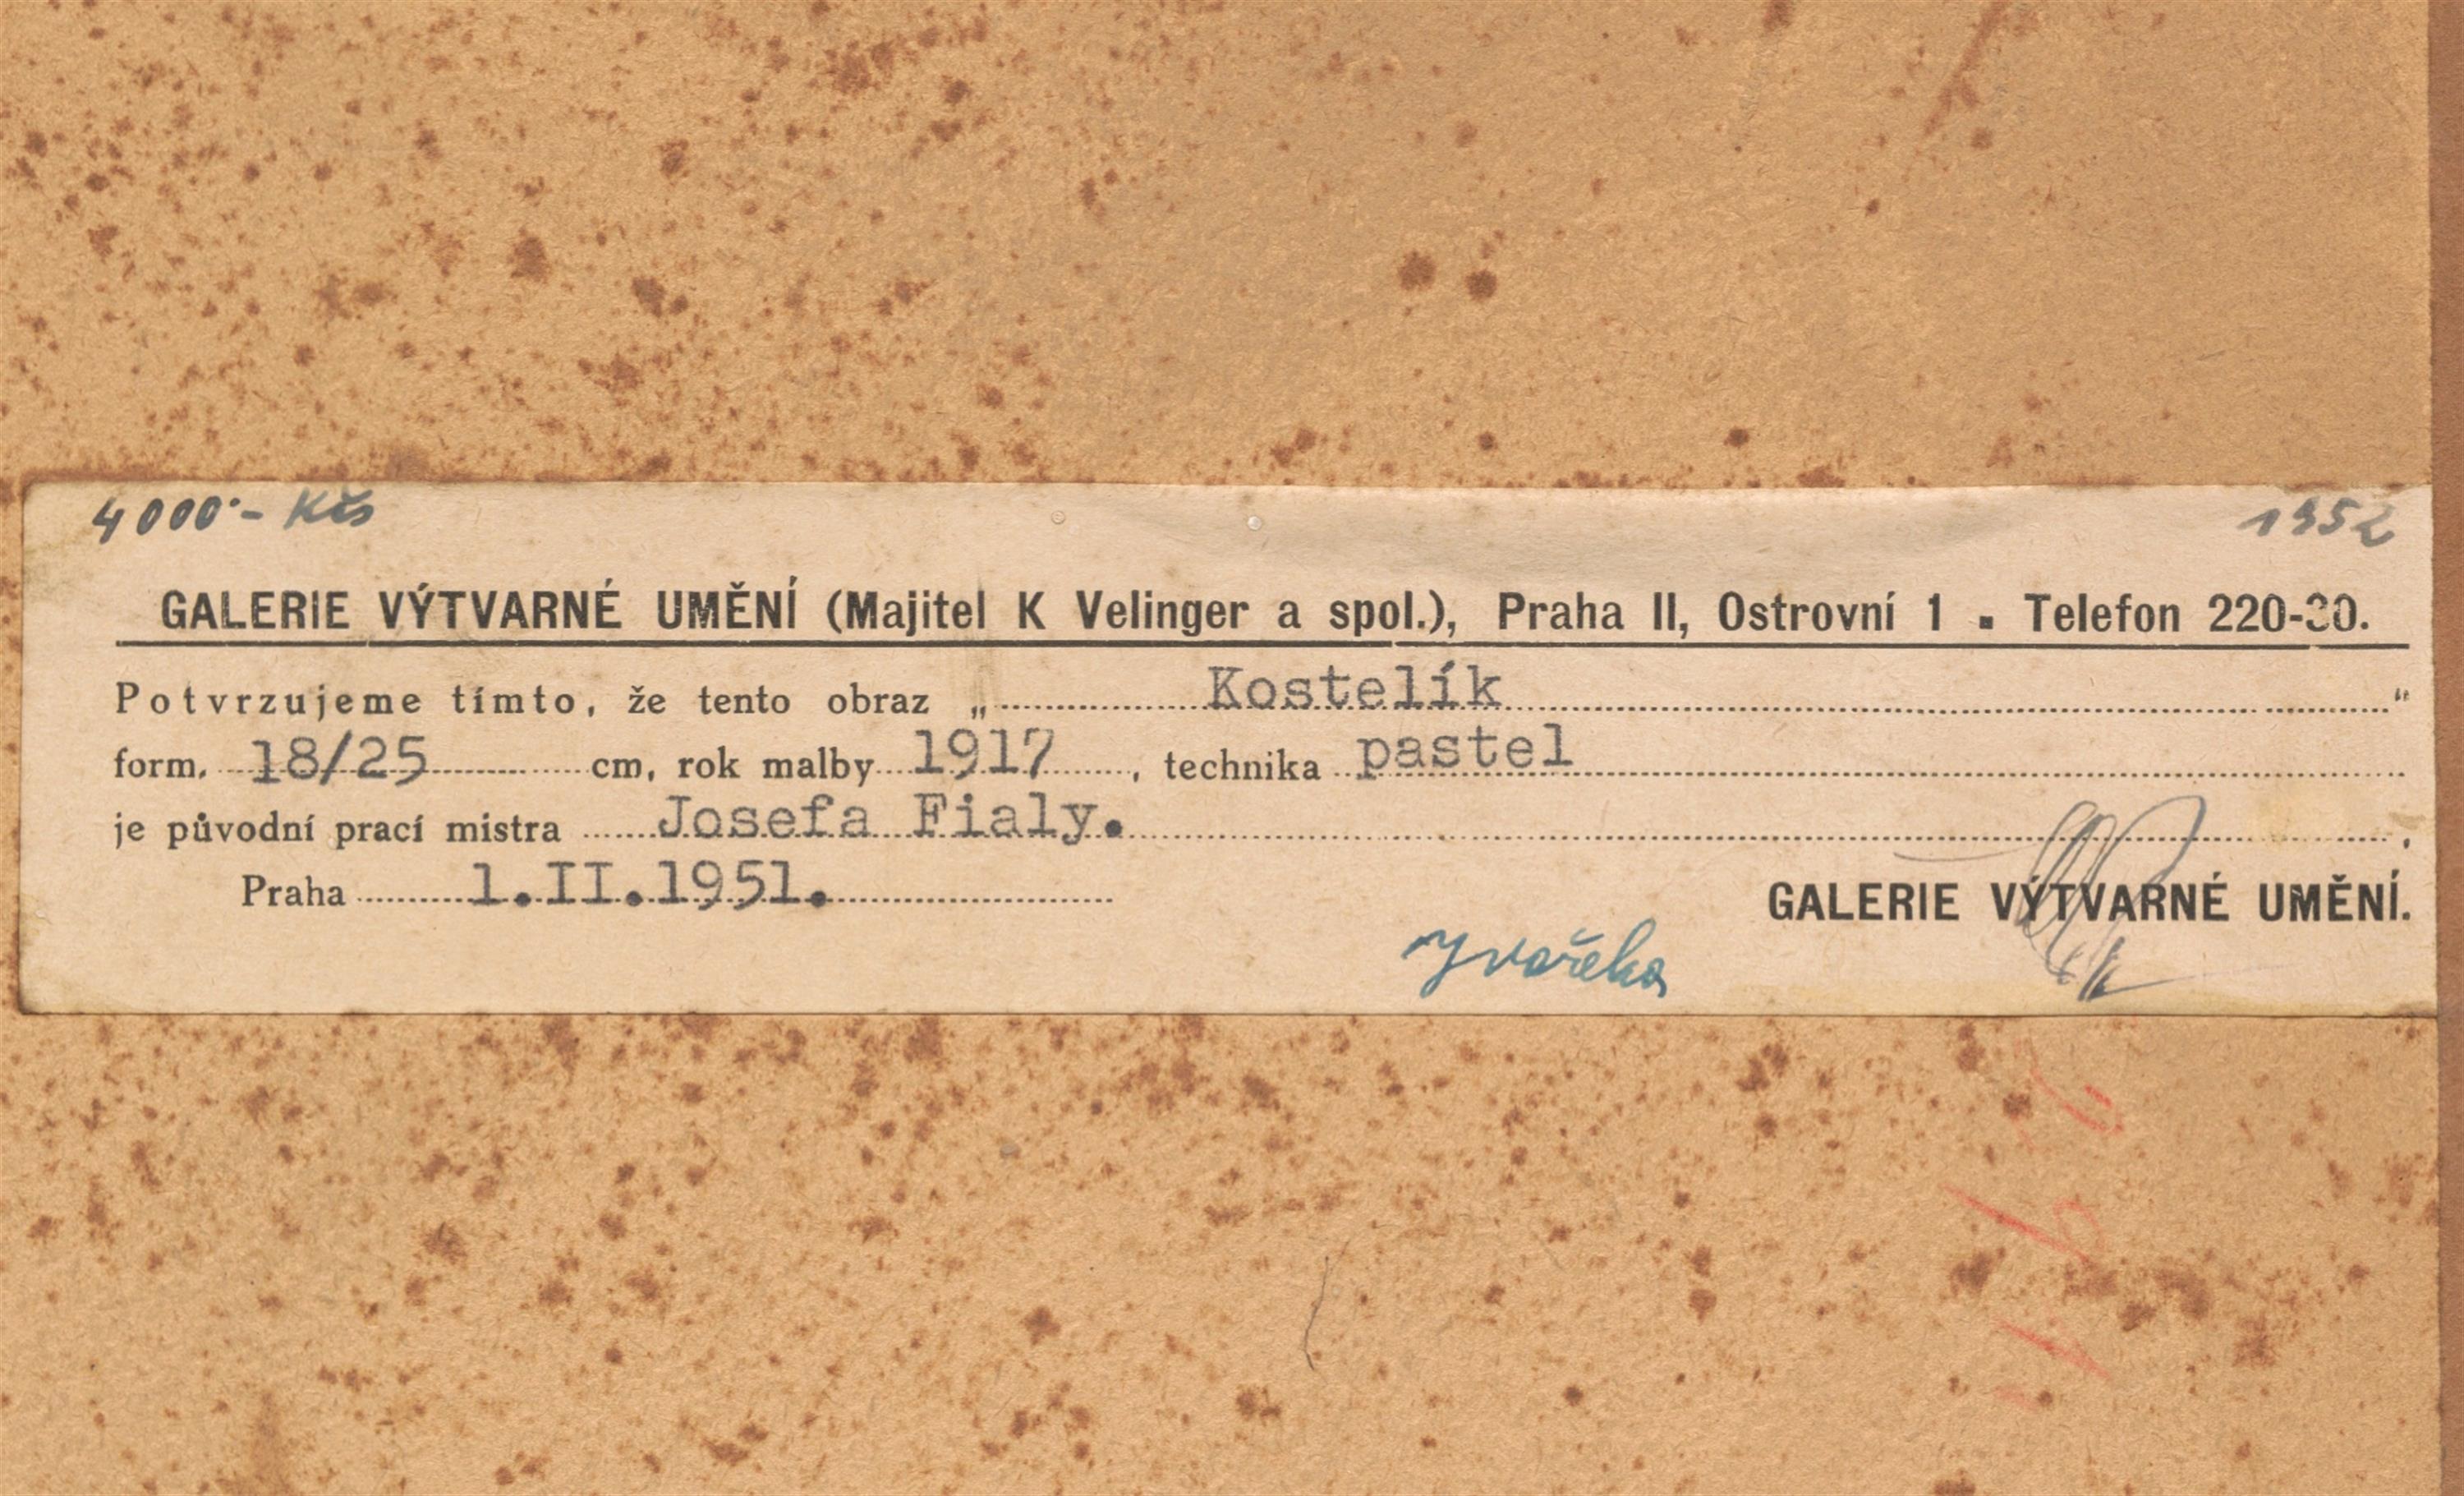 4000·- Kčs 1952
GALERIE VÝTVARNÉ UMĚNÍ (Majitel K Velinger a spol.), Praha II, Ostrovní 1 ▪ Telefon 220-30.
Potvrzujeme tímto, že tento obraz „ Kostelík “
form. 18/25 cm, rok malby 1917, technika pastel
je původní prací mistra Josefa Fialy.
Praha 1.II.1951.
GALERIE VÝTVARNÉ UMĚNÍ.